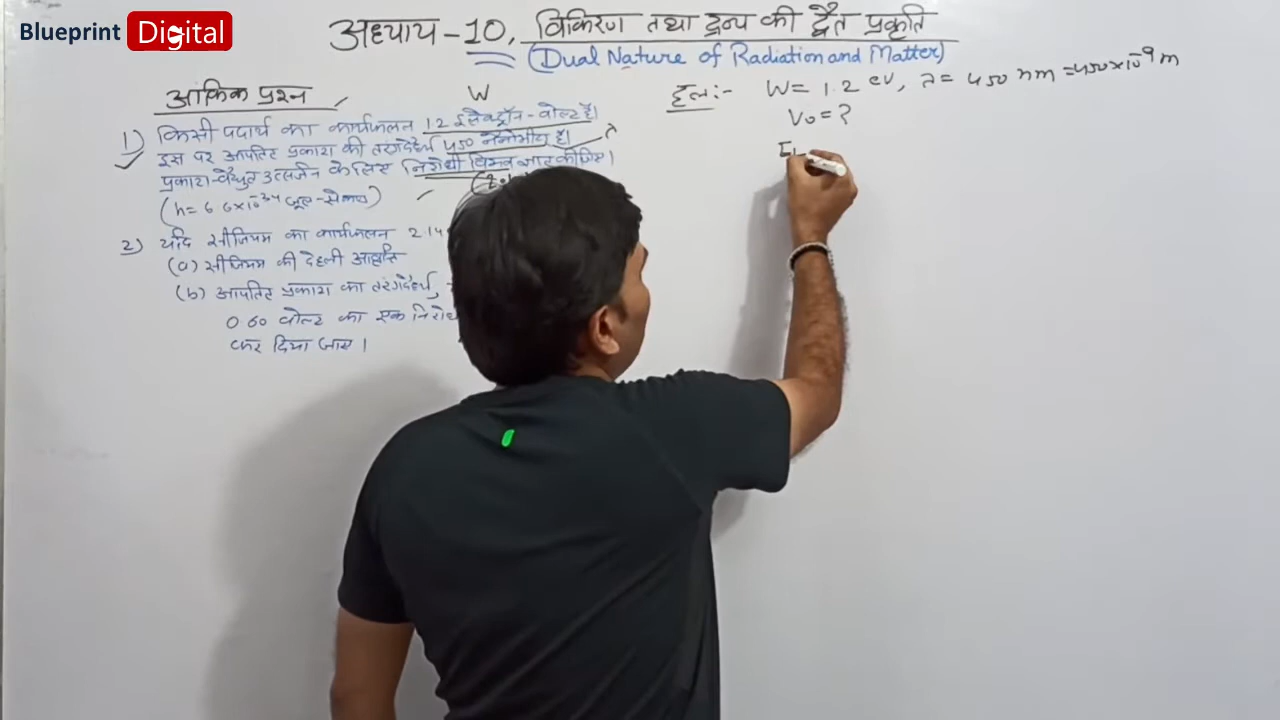 Blueprint Digital
अध्याय-10, विकिरण तथा द्रव्य की द्वैत प्रकृति
(Dual Nature of Radiation and Matter)
आंकिक प्रश्न
W
1) किसी पदार्थ का कार्यफलन 1.2 इलेक्ट्रॉन-वोल्ट है।
इस पर आपतित प्रकाश की तरंगदैर्ध्य 450 नैनोमीटर है। λ
प्रकाश-वैद्युत उत्सर्जन के लिए निरोधी विभव ज्ञात कीजिए।
(h = 6.6×10⁻³⁴ जूल-सेकण्ड)
2) यदि सीजियम का कार्यफलन 2.14
(a) सीजियम की देहली आवृत्ति
(b) आपतित प्रकाश का तरंगदैर्ध्य,
0.60 वोल्ट का एक निरोधी
कर दिया जाए।
हल:- W = 1.2 eV, λ = 450 nm = 450×10⁻⁹ m
V₀ = ?